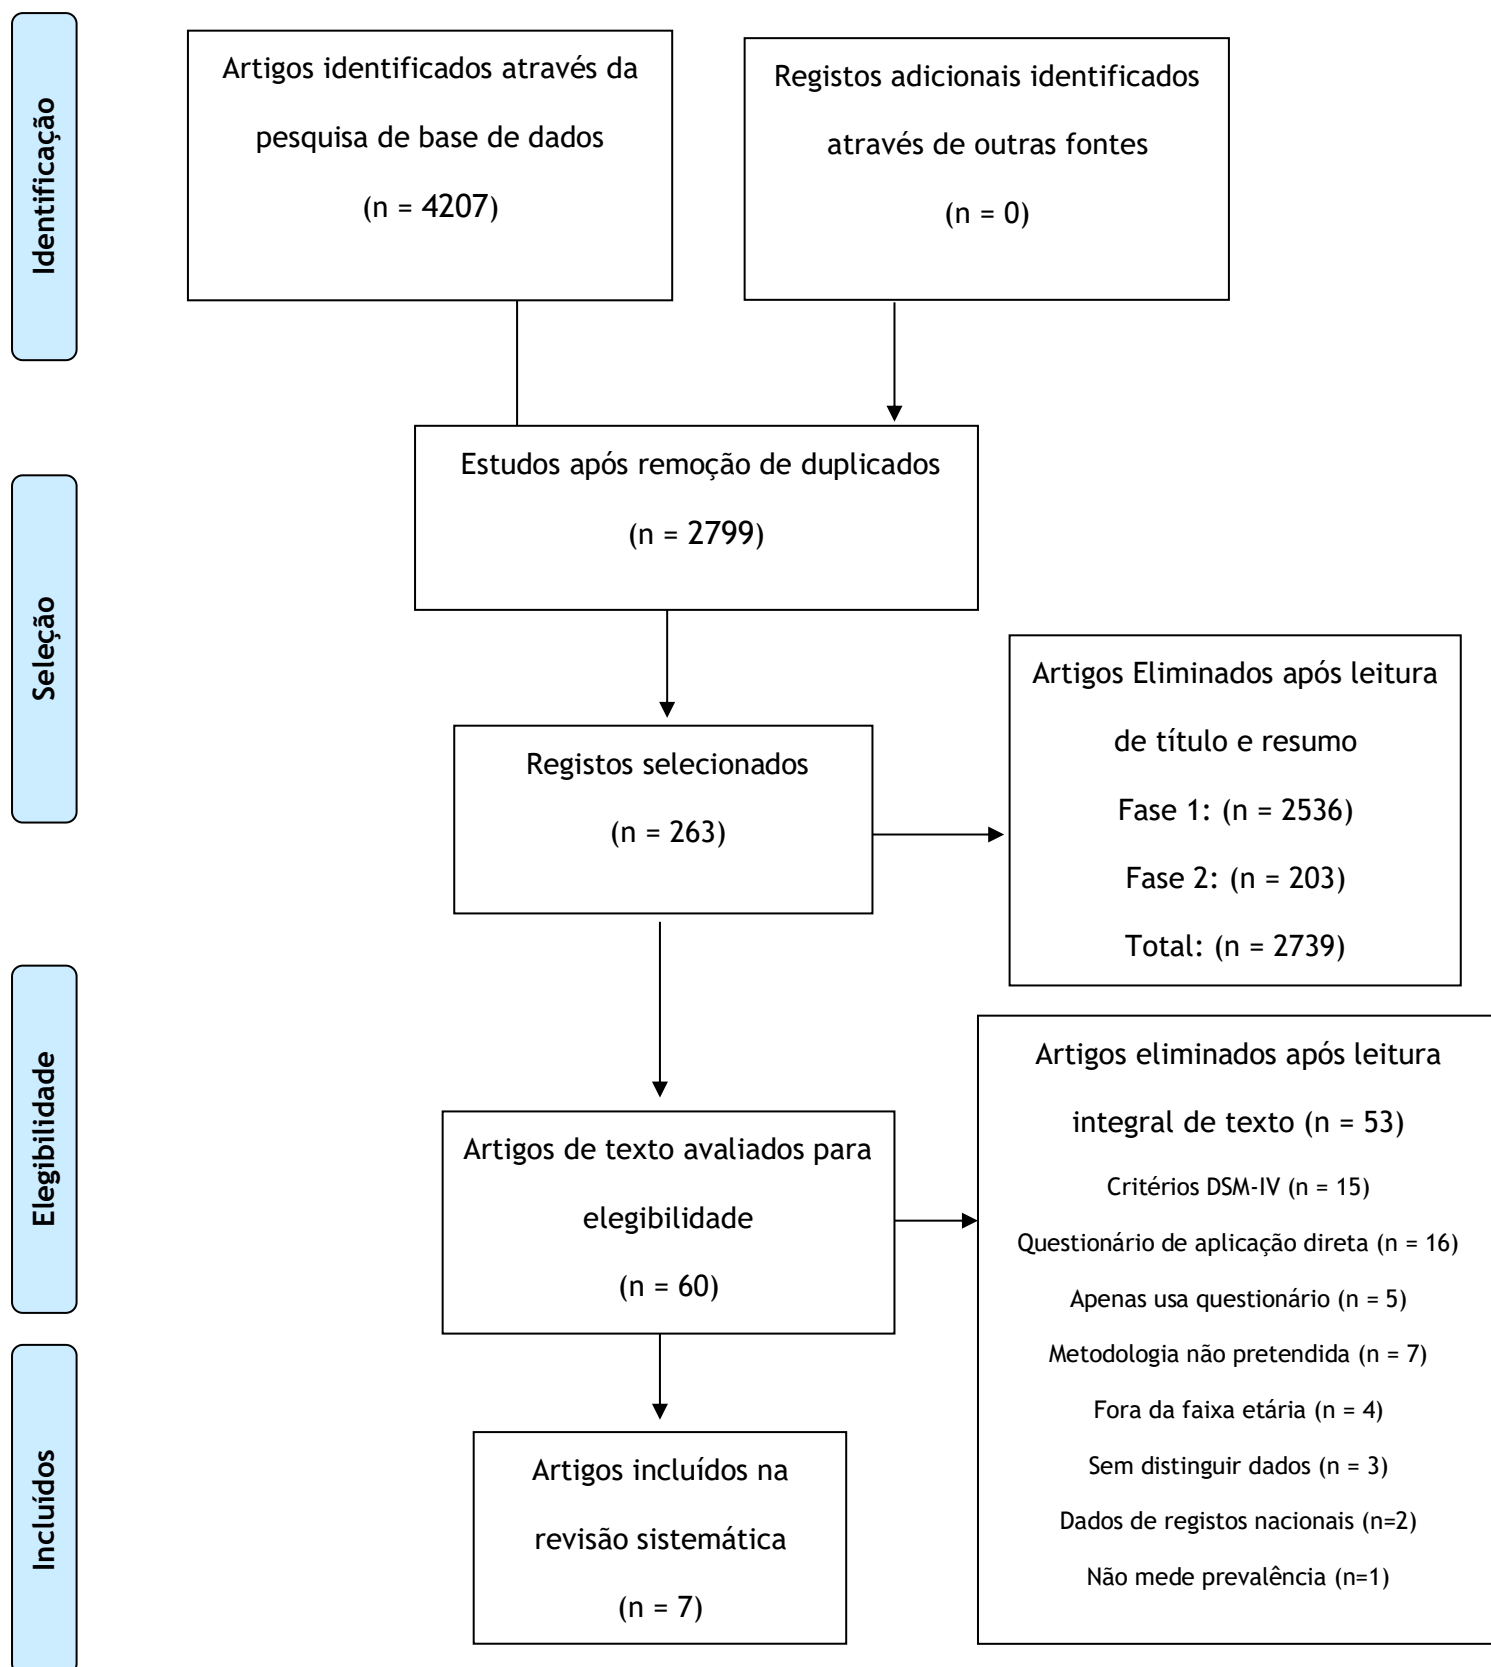 Identificação
Artigos identificados através da
pesquisa de base de dados
(n = 4207)
Registos adicionais identificados
através de outras fontes
(n = 0)
Seleção
Estudos após remoção de duplicados
(n = 2799)
Registos selecionados
(n = 263)
Artigos Eliminados após leitura
de título e resumo
Fase 1: (n = 2536)
Fase 2: (n = 203)
Total: (n = 2739)
Elegibilidade
Artigos de texto avaliados para
elegibilidade
(n = 60)
Artigos eliminados após leitura
integral de texto (n = 53)
Critérios DSM-IV (n = 15)
Questionário de aplicação direta (n = 16)
Apenas usa questionário (n = 5)
Metodologia não pretendida (n = 7)
Fora da faixa etária (n = 4)
Sem distinguir dados (n = 3)
Dados de registos nacionais (n=2)
Não mede prevalência (n=1)
Incluídos
Artigos incluídos na
revisão sistemática
(n = 7)